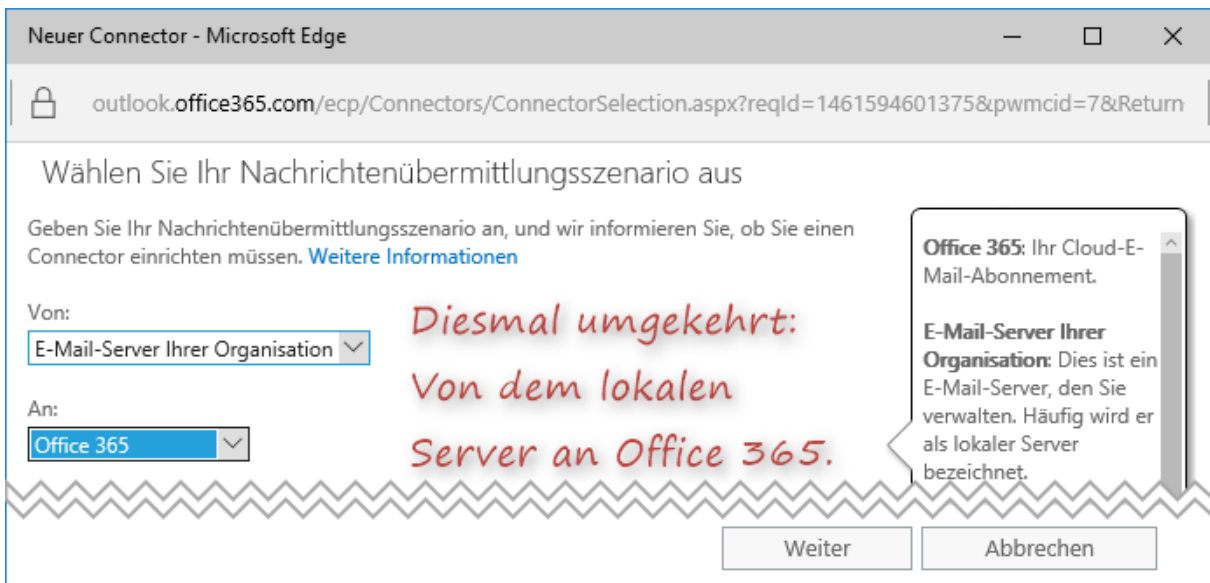 Neuer Connector - Microsoft Edge
outlook.office365.com/ecp/Connectors/ConnectorSelection.aspx?reqId=1461594601375&pwmcid=7&Return
Wählen Sie Ihr Nachrichtenübermittlungsszenario aus
Geben Sie Ihr Nachrichtenübermittlungsszenario an, und wir informieren Sie, ob Sie einen
Connector einrichten müssen. Weitere Informationen
Von:
E-Mail-Server Ihrer Organisation
An:
Office 365
Diesmal umgekehrt:
Von dem lokalen
Server an Office 365.
Office 365: Ihr Cloud-E-
Mail-Abonnement.
E-Mail-Server Ihrer
Organisation: Dies ist ein
E-Mail-Server, den Sie
verwalten. Häufig wird er
als lokaler Server
bezeichnet.
Weiter
Abbrechen